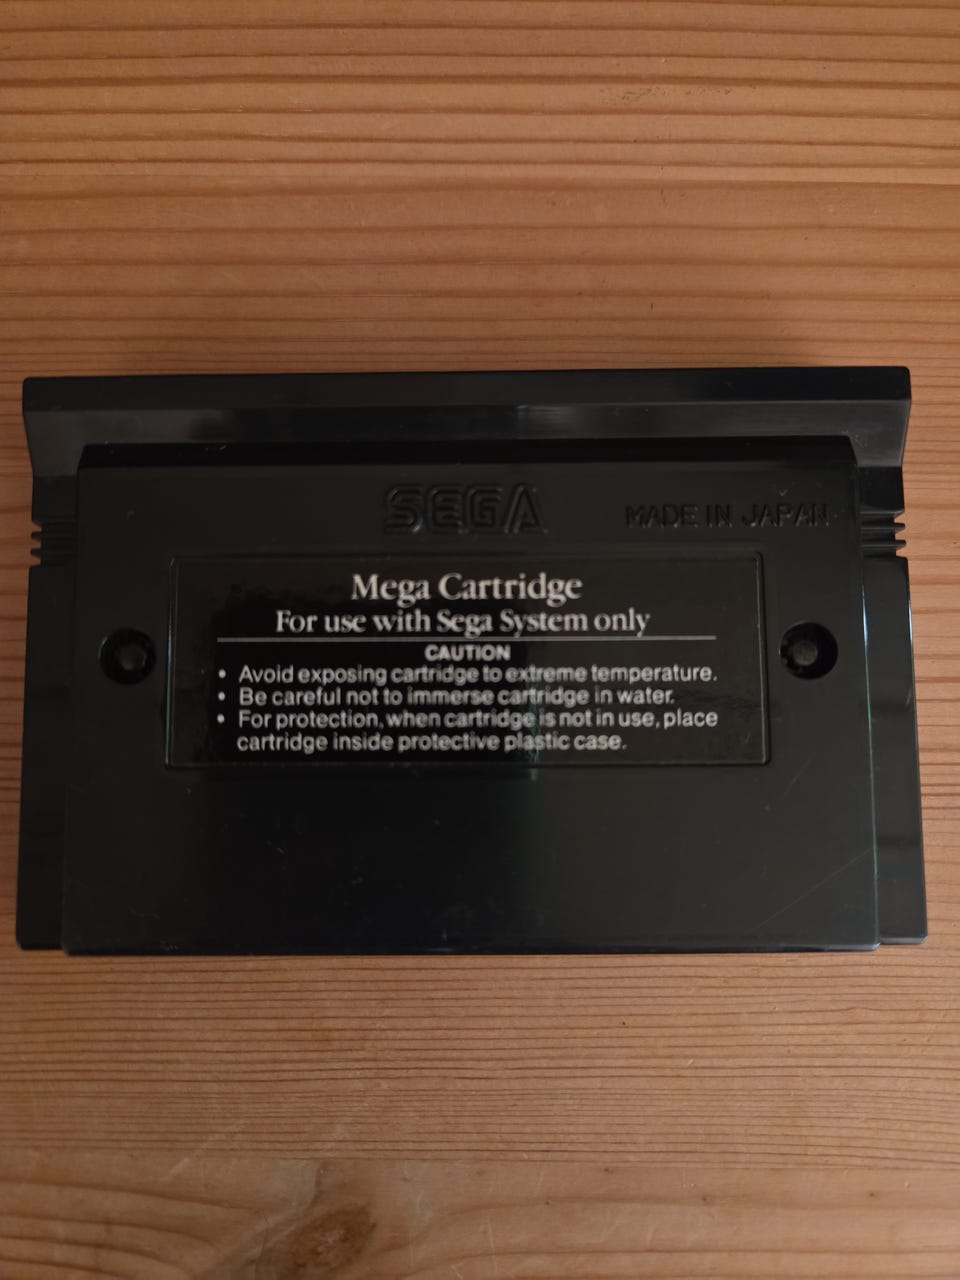 SEGA
MADE IN JAPAN
Mega Cartridge
For use with Sega System only
CAUTION
• Avoid exposing cartridge to extreme temperature.
• Be careful not to immerse cartridge in water.
• For protection, when cartridge is not in use, place
cartridge inside protective plastic case.